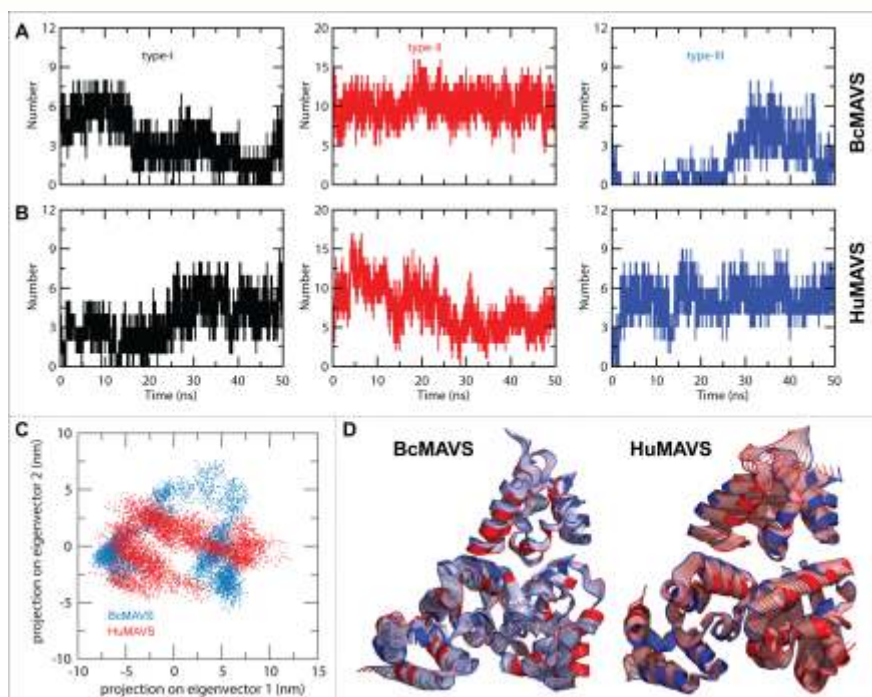 A
type-I
type-II
type-III
Number
12
9
6
3
0
Number
20
15
10
5
0
Number
12
9
6
3
0
BcMAVS
B
Number
12
9
6
3
0
0 10 20 30 40 50
Time (ns)
Number
20
15
10
5
0
0 10 20 30 40 50
Time (ns)
Number
12
9
6
3
0
0 10 20 30 40 50
Time (ns)
HuMAVS
C
projection on eigenvector 2 (nm)
10
5
0
-5
-10
BcMAVS
HuMAVS
-10 -5 0 5 10 15
projection on eigenvector 1 (nm)
D
BcMAVS
HuMAVS